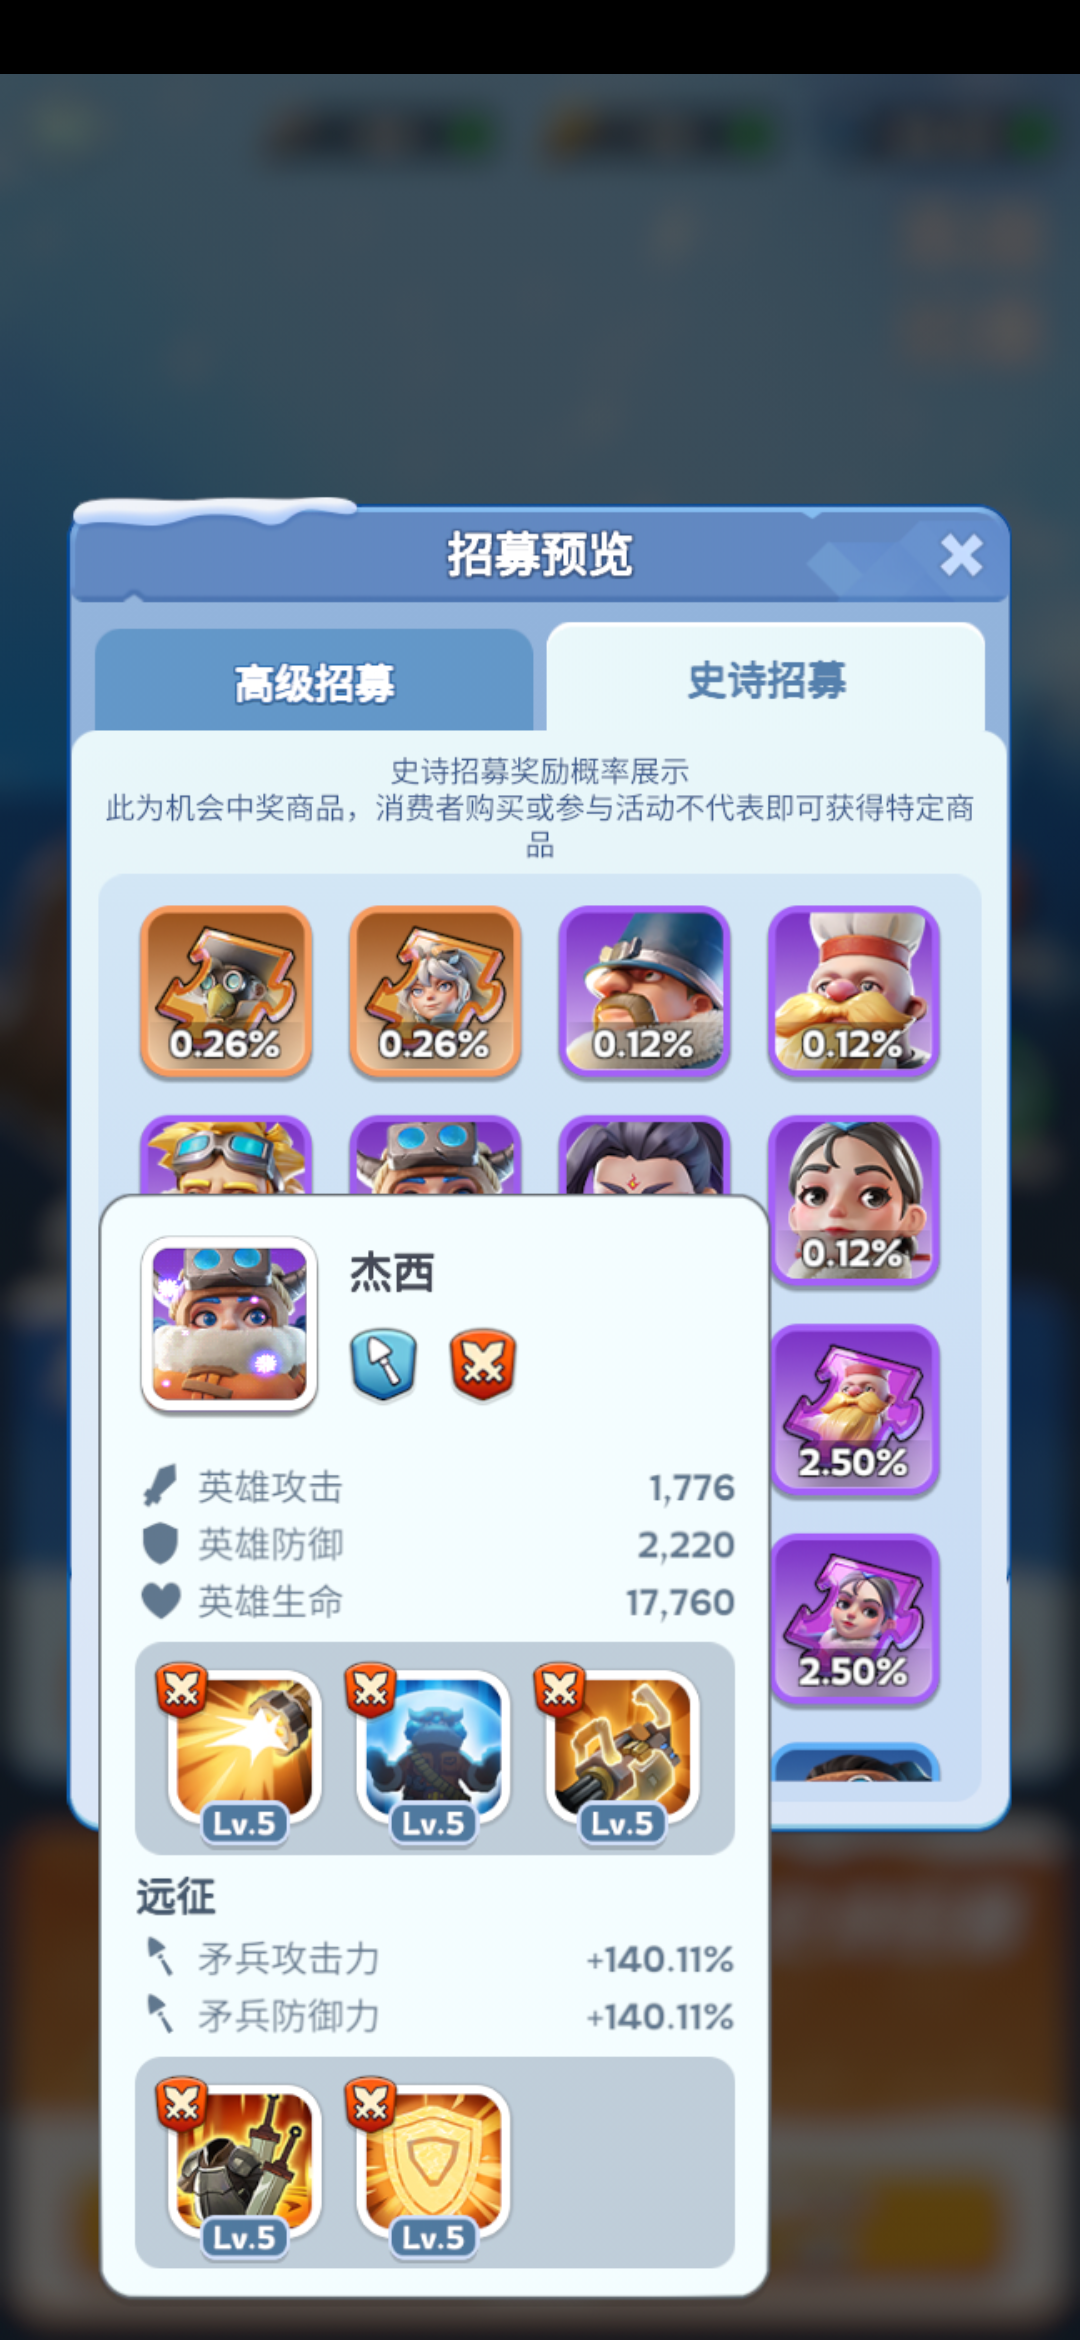 招募预览
高级招募
史诗招募
史诗招募奖励概率展示
此为机会中奖商品，消费者购买或参与活动不代表即可获得特定商
品
0.26%
0.26%
0.12%
0.12%
0.12%
杰西
2.50%
英雄攻击
1,776
英雄防御
2,220
英雄生命
17,760
2.50%
Lv.5
Lv.5
Lv.5
远征
矛兵攻击力
+140.11%
矛兵防御力
+140.11%
Lv.5
Lv.5